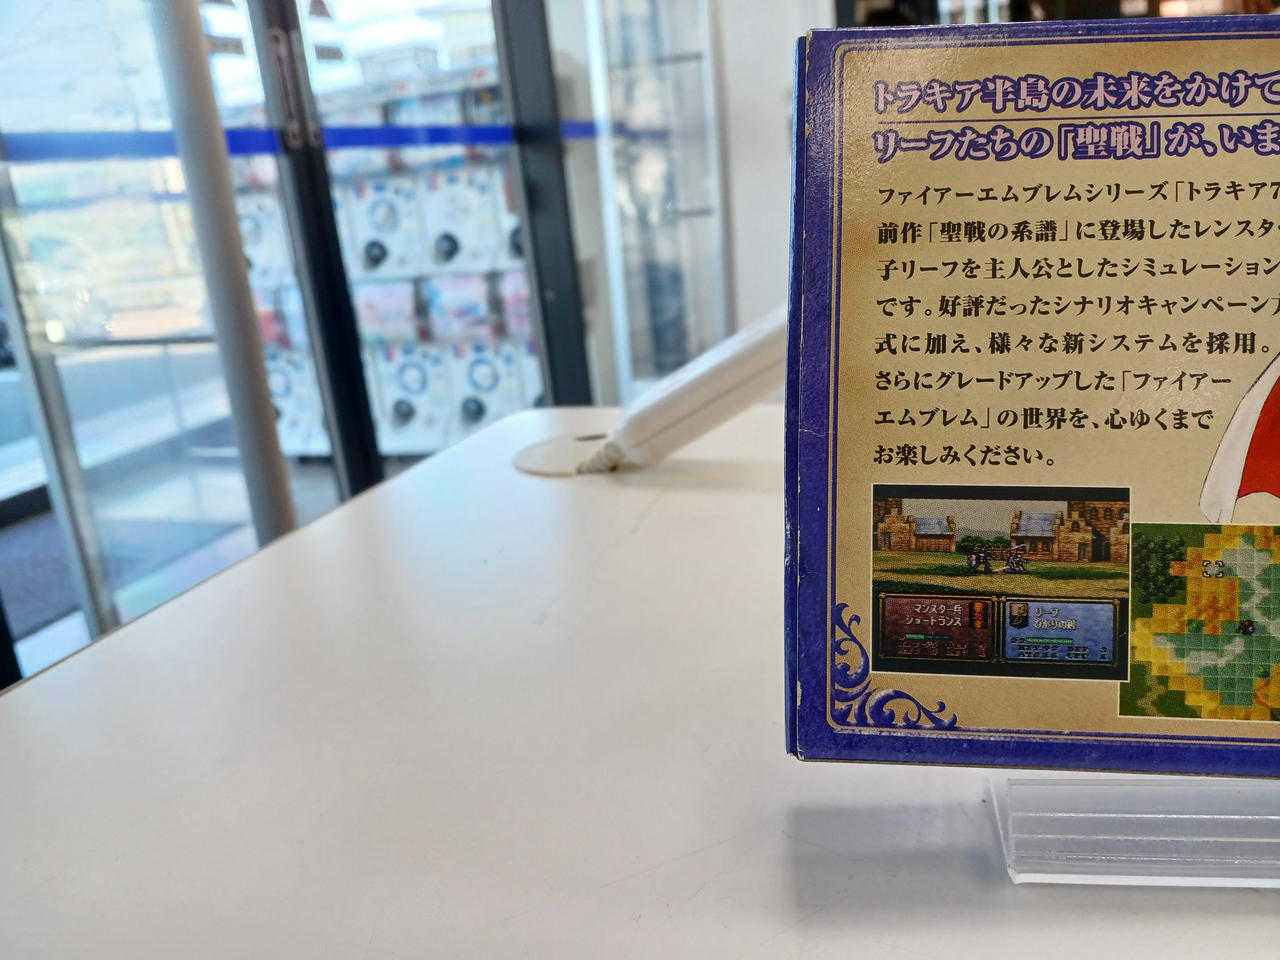 トラキア半島の未来をかけて
リーフたちの「聖戦」が、いま
ファイアーエムブレムシリーズ「トラキア7
前作「聖戦の系譜」に登場したレンスタ
子リーフを主人公としたシミュレーション
です。好評だったシナリオキャンペーン
式に加え、様々な新システムを採用。
さらにグレードアップした「ファイアー
エムブレム」の世界を、心ゆくまで
お楽しみください。
マンスター兵
ショートランス
リーフ
ひかりの剣